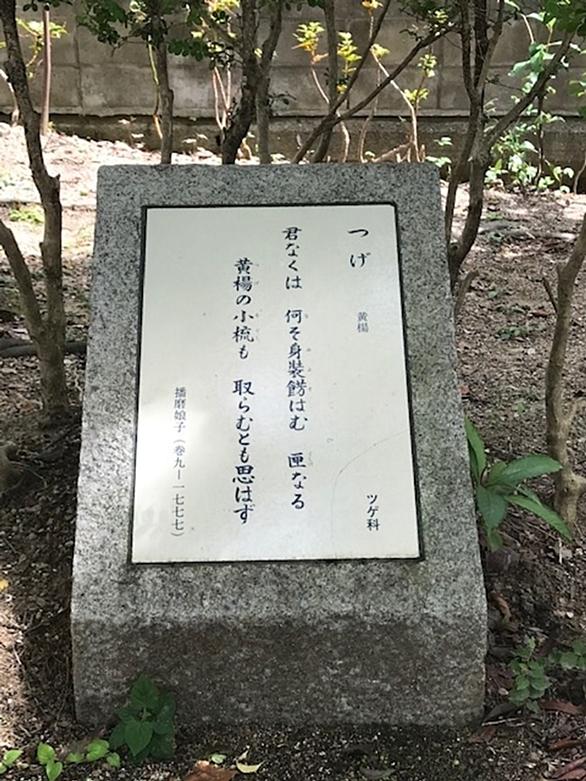 つげ 黄楊 ツゲ科
君なくは 何そ身装餝はむ 匣なる
黄楊の小梳も 取らむとも思はず
播磨娘子(巻九ー一七七七)